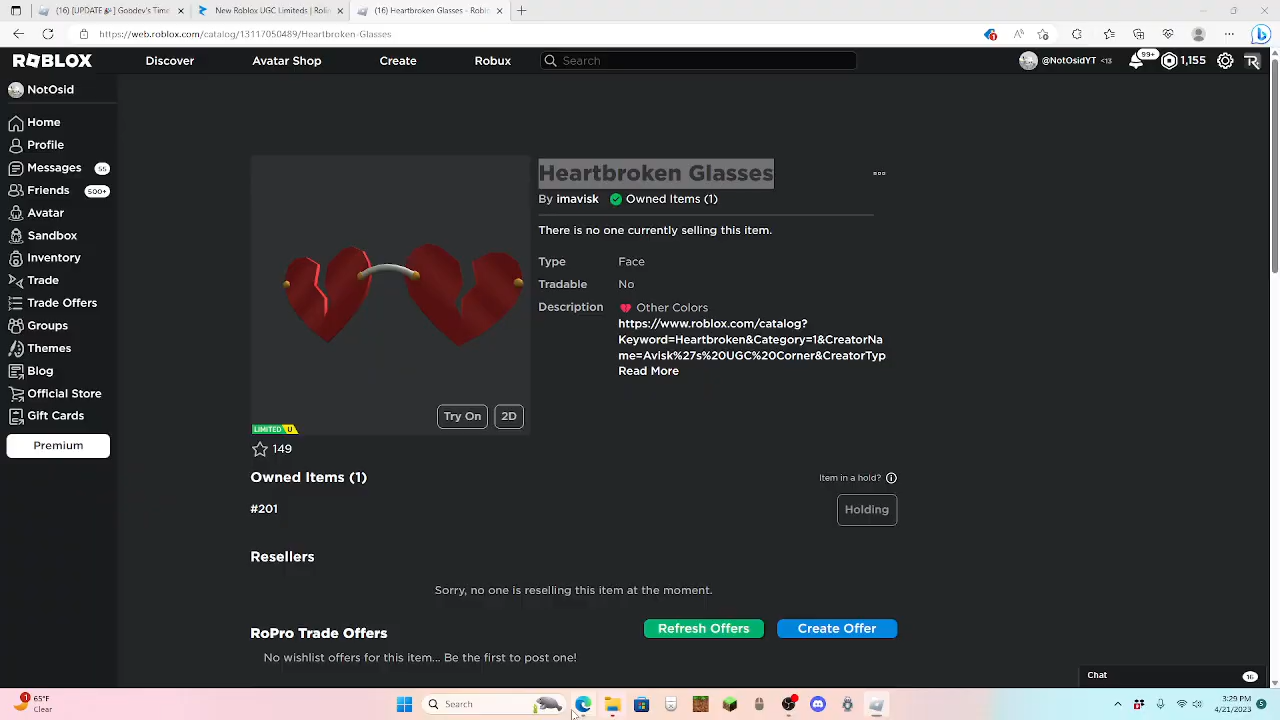 (16) [UPDATE] Goodey's Time
New Roblox UGC Limiteds | Rolim
(16) Heartbroken Glasses - Roblo
https://web.roblox.com/catalog/13117050489/Heartbroken-Glasses
ROBLOX
Discover
Avatar Shop
Create
Robux
Search
@NotOsidYT <13
99+
1,155
NotOsid
Home
Profile
Messages
55
Friends
500+
Avatar
Sandbox
Inventory
Trade
Trade Offers
Groups
Themes
Blog
Official Store
Gift Cards
Premium
Heartbroken Glasses
By imavisk Owned Items (1)
There is no one currently selling this item.
Type Face
Tradable No
Description 💔 Other Colors
https://www.roblox.com/catalog?
Keyword=Heartbroken&Category=1&CreatorNa
me=Avisk%27s%20UGC%20Corner&CreatorTyp
Read More
Try On
2D
LIMITED U
149
Owned Items (1)
Item in a hold?
#201
Holding
Resellers
Sorry, no one is reselling this item at the moment.
RoPro Trade Offers
Refresh Offers
Create Offer
No wishlist offers for this item... Be the first to post one!
Chat
16
1
65°F
Clear
Search
3:29 PM
4/21/2023